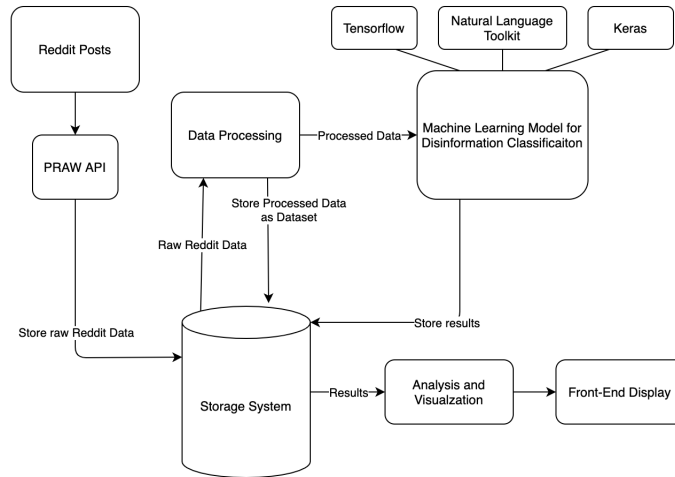 Tensorflow
Natural Language
Toolkit
Keras
Reddit Posts
Data Processing
Processed Data
Machine Learning Model for
Disinformation Classificaiton
PRAW API
Store Processed Data
as Dataset
Raw Reddit Data
Store raw Reddit Data
Store results
Storage System
Results
Analysis and
Visualzation
Front-End Display